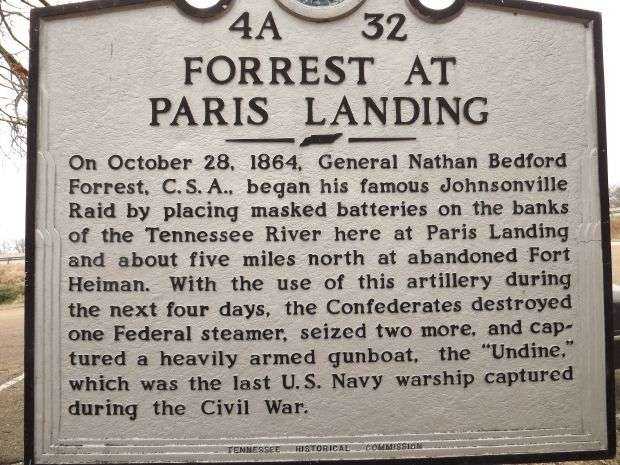 4A 32
FORREST AT
PARIS LANDING
On October 28, 1864, General Nathan Bedford
Forrest, C.S.A., began his famous Johnsonville
Raid by placing masked batteries on the banks
of the Tennessee River here at Paris Landing
and about five miles north at abandoned Fort
Heiman. With the use of this artillery during
the next four days, the Confederates destroyed
one Federal steamer, seized two more, and cap-
tured a heavily armed gunboat, the "Undine,"
which was the last U.S. Navy warship captured
during the Civil War.
TENNESSEE HISTORICAL COMMISSION